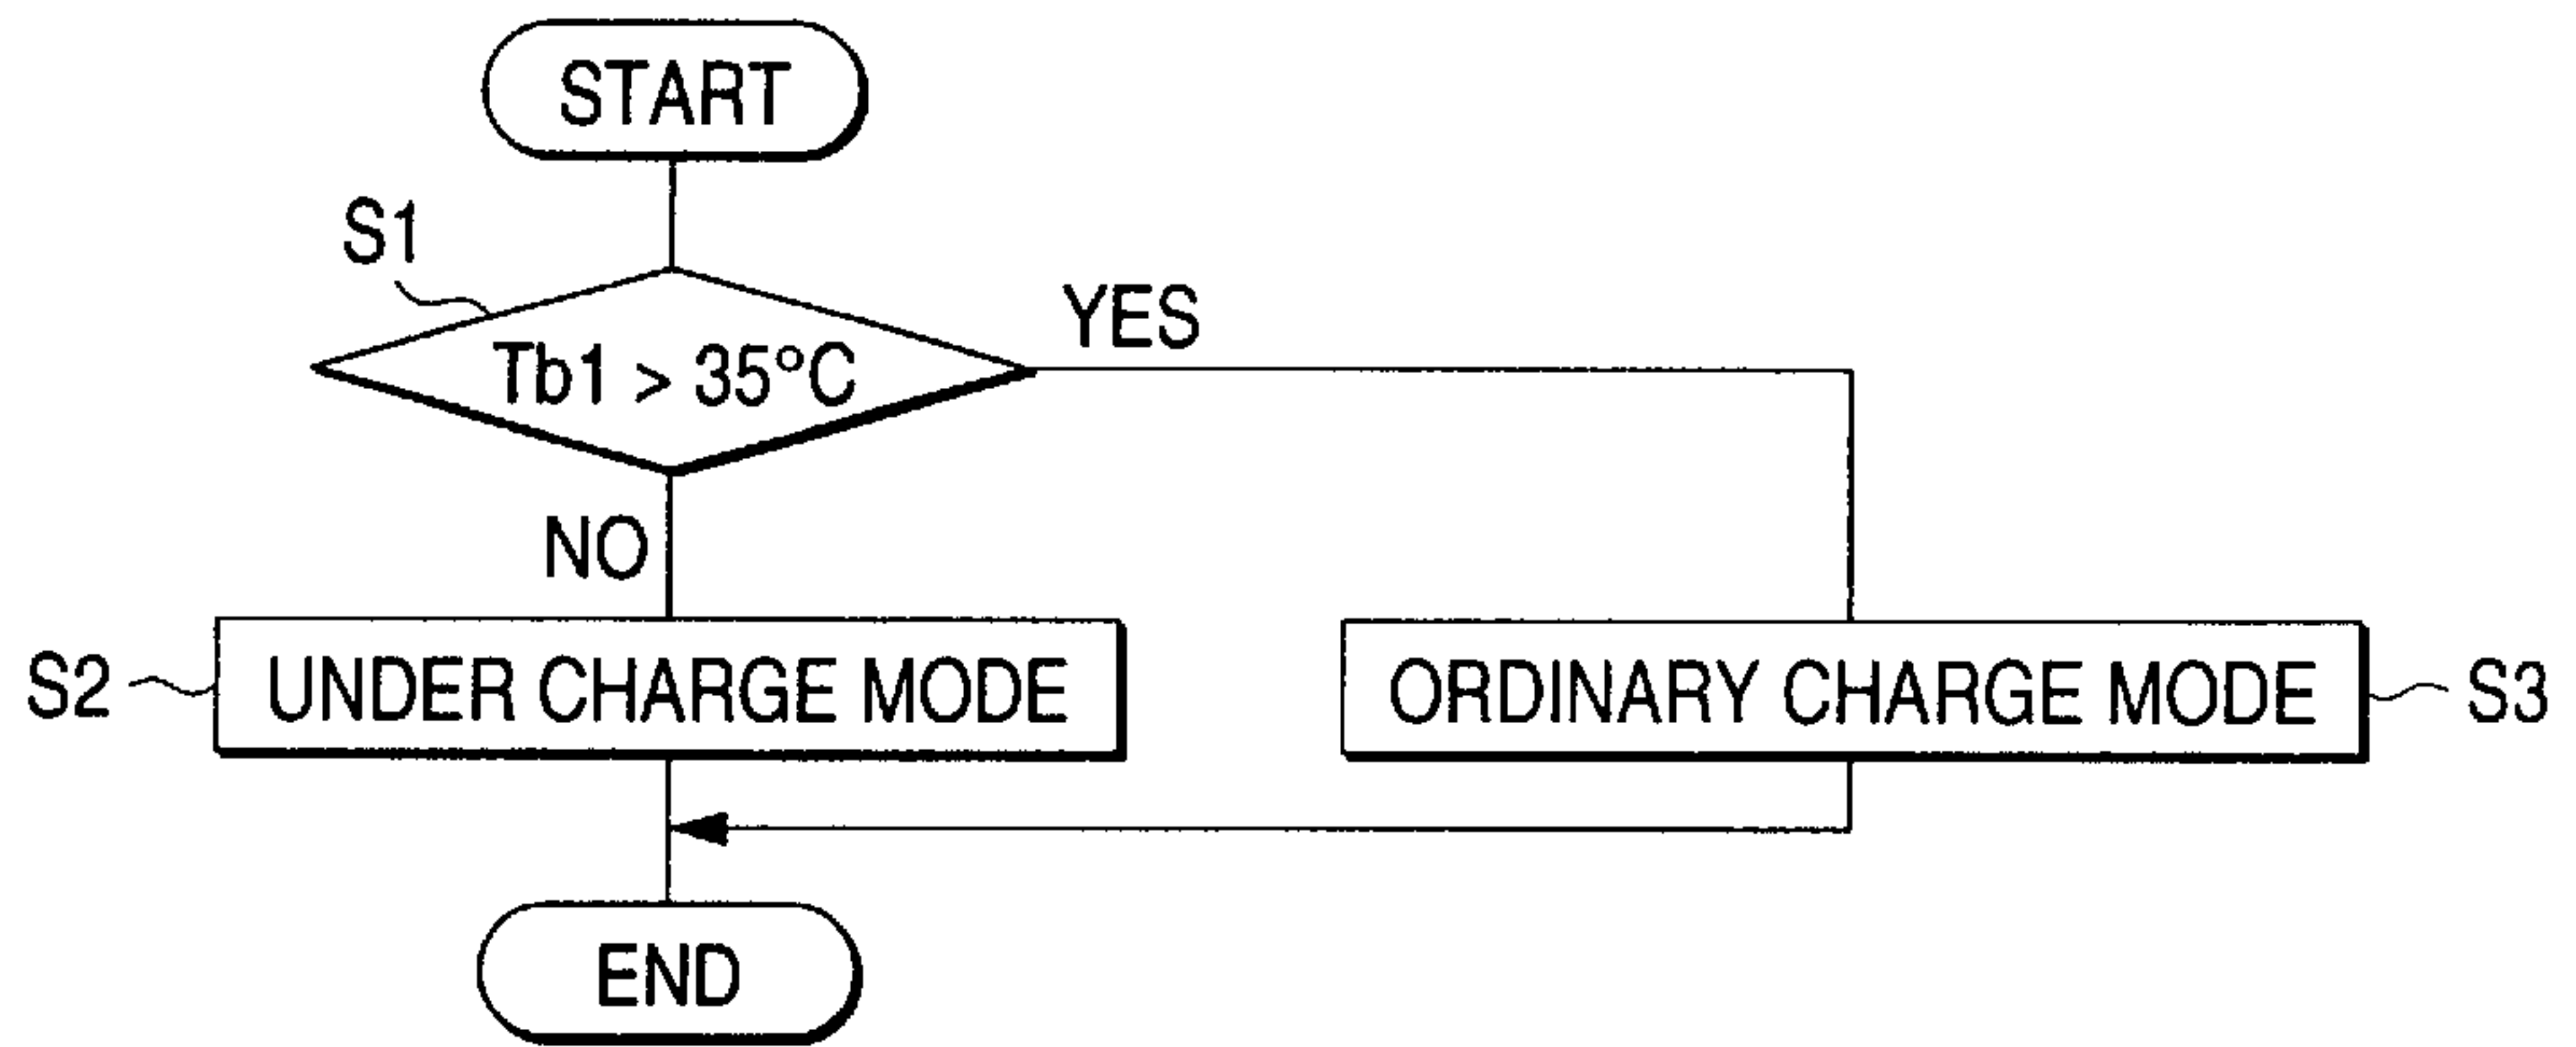 START
S1
Tb1 > 35°C
YES
NO
S2
UNDER CHARGE MODE
ORDINARY CHARGE MODE
S3
END